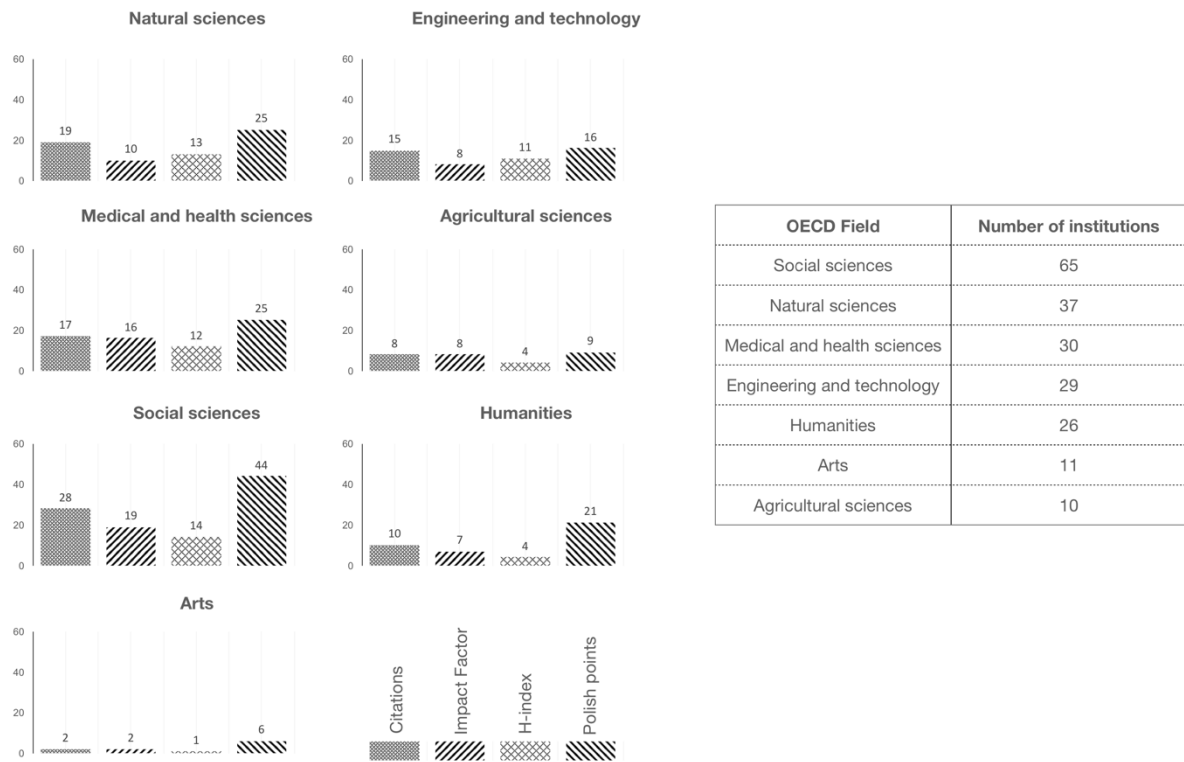 Natural sciences
60
40
20
0
19
10
13
25
Engineering and technology
60
40
20
0
15
8
11
16
Medical and health sciences
60
40
20
0
17
16
12
25
Agricultural sciences
60
40
20
0
8
8
4
9
Social sciences
60
40
20
0
28
19
14
44
Humanities
60
40
20
0
10
7
4
21
Arts
60
40
20
0
2
2
1
6
Citations
Impact Factor
H-index
Polish points
OECD Field Number of institutions
Social sciences 65
Natural sciences 37
Medical and health sciences 30
Engineering and technology 29
Humanities 26
Arts 11
Agricultural sciences 10